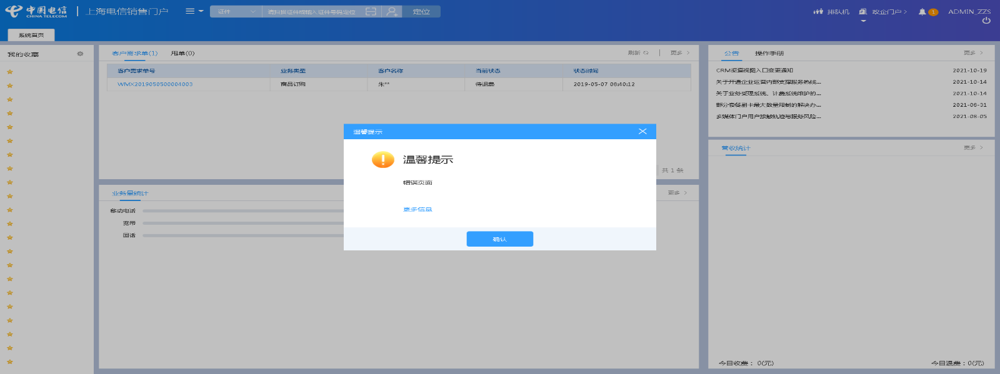 中国电信
CHINA TELECOM
上海电信销售门户
证件
请扫描证件或输入证件号码定位
定位
排队机
政企门户
1
ADMIN_ZZS
系统首页
我的收藏
客户需求单(1)
甩单(0)
刷新
更多
客户需求单号
业务类型
客户名称
当前状态
状态时间
WMX2019050500004003
商品订购
朱**
待退费
2019-05-07 08:40:12
共 1 条
公告
操作手册
更多
CRM渠道视图入口变更通知
2021-10-19
关于开通企业运营内部支撑服务热线...
2021-10-14
关于业务受理系统、计费系统维护的...
2021-10-14
部分套餐副卡最大数量限制的解决办...
2021-08-31
多媒体门户用户接触轨迹与服务风险...
2021-08-05
温馨提示
温馨提示
错误页面
更多信息
确认
业务量统计
更多
移动电话
宽带
固话
营收统计
更多
今日收费： 0(元)
今日退费：0(元)